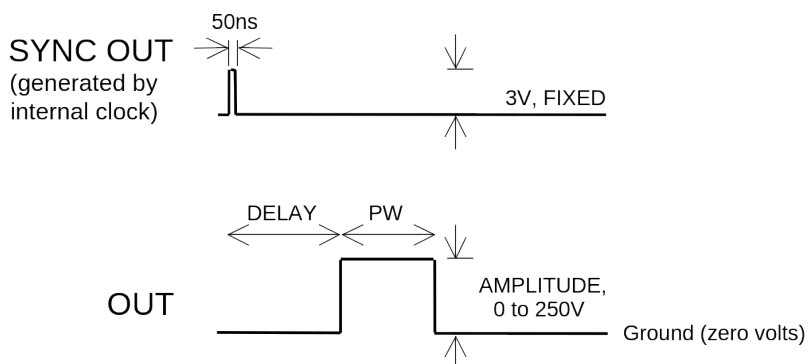 50ns
SYNC OUT
(generated by
internal clock)
3V, FIXED
DELAY
PW
OUT
AMPLITUDE,
0 to 250V
Ground (zero volts)